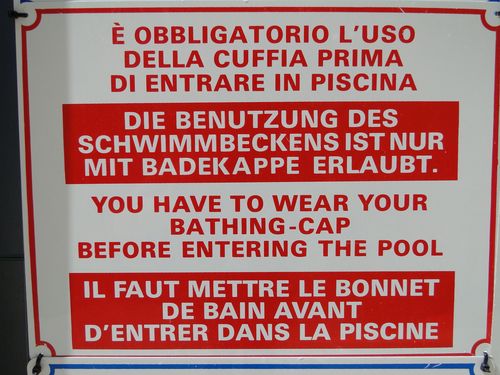 È OBBLIGATORIO L'USO
DELLA CUFFIA PRIMA
DI ENTRARE IN PISCINA
DIE BENUTZUNG DES
SCHWIMMBECKENS IST NUR
MIT BADEKAPPE ERLAUBT.
YOU HAVE TO WEAR YOUR
BATHING-CAP
BEFORE ENTERING THE POOL
IL FAUT METTRE LE BONNET
DE BAIN AVANT
D'ENTRER DANS LA PISCINE